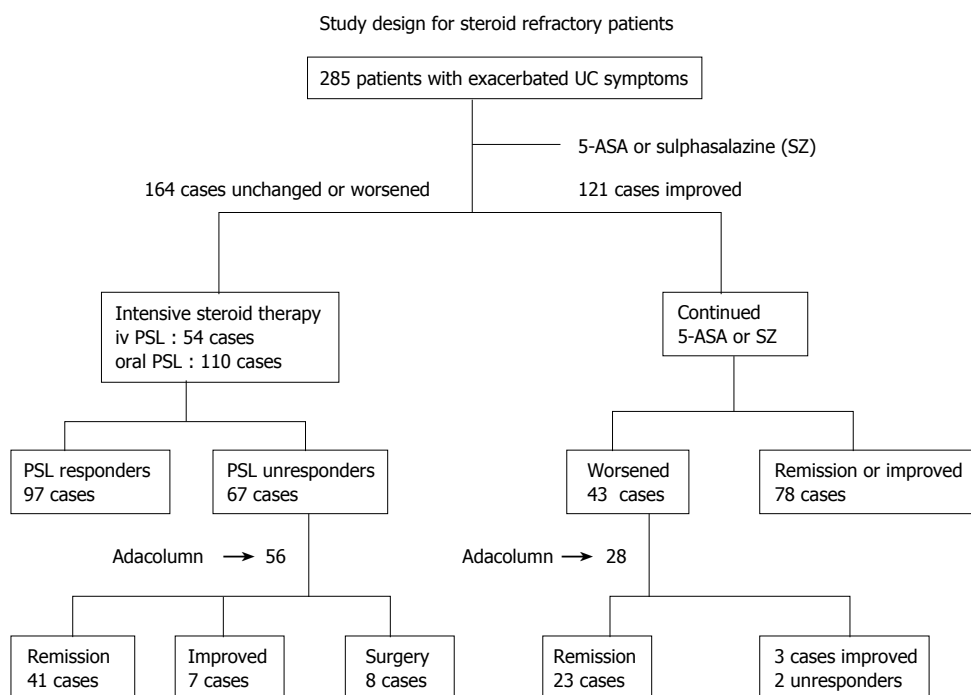 Study design for steroid refractory patients
285 patients with exacerbated UC symptoms
5-ASA or sulphasalazine (SZ)
164 cases unchanged or worsened
121 cases improved
Intensive steroid therapy
iv PSL : 54 cases
oral PSL : 110 cases
Continued
5-ASA or SZ
PSL responders
97 cases
PSL unresponders
67 cases
Worsened
43 cases
Remission or improved
78 cases
Adacolumn → 56
Adacolumn → 28
Remission
41 cases
Improved
7 cases
Surgery
8 cases
Remission
23 cases
3 cases improved
2 unresponders